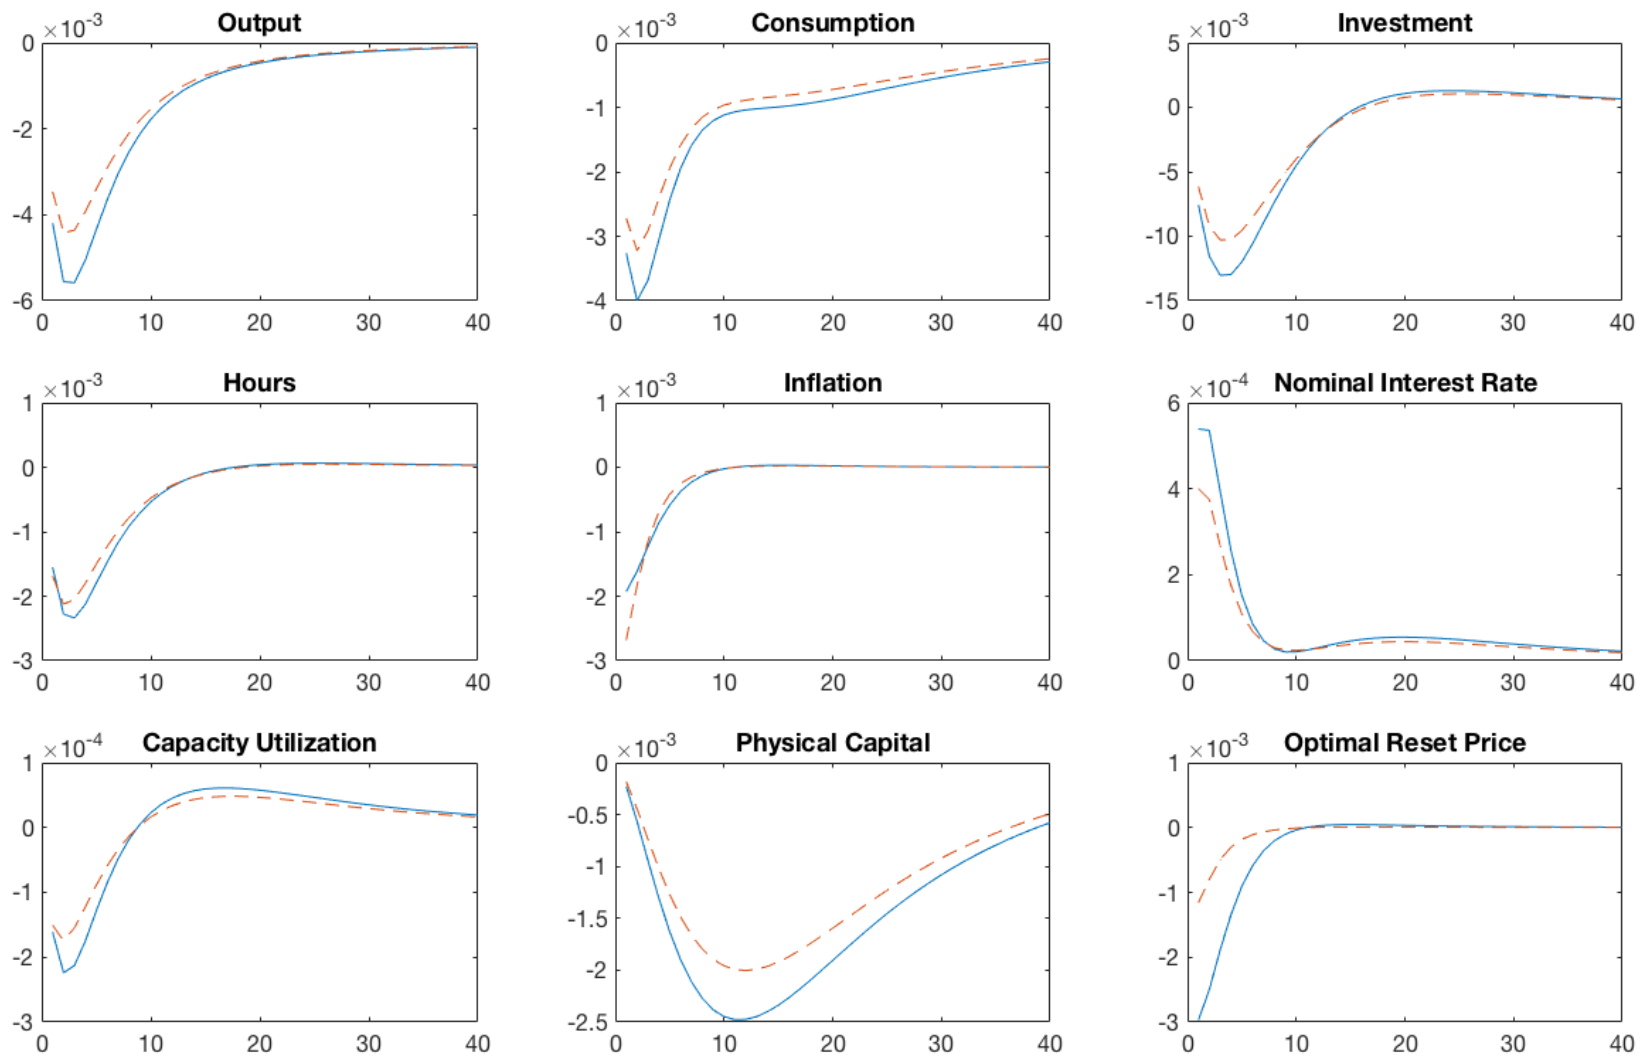 ×10⁻³ Output
0
-2
-4
-6
0 10 20 30 40
×10⁻³ Consumption
0
-1
-2
-3
-4
0 10 20 30 40
×10⁻³ Investment
5
0
-5
-10
-15
0 10 20 30 40
×10⁻³ Hours
1
0
-1
-2
-3
0 10 20 30 40
×10⁻³ Inflation
1
0
-1
-2
-3
0 10 20 30 40
×10⁻⁴ Nominal Interest Rate
6
4
2
0
0 10 20 30 40
×10⁻⁴ Capacity Utilization
1
0
-1
-2
-3
0 10 20 30 40
×10⁻³ Physical Capital
0
-0.5
-1
-1.5
-2
-2.5
0 10 20 30 40
×10⁻³ Optimal Reset Price
1
0
-1
-2
-3
0 10 20 30 40